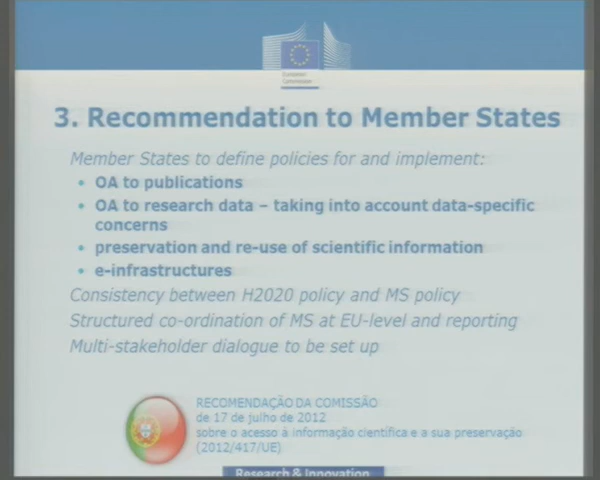 European
Commission
3. Recommendation to Member States
Member States to define policies for and implement:
• OA to publications
• OA to research data – taking into account data-specific
concerns
• preservation and re-use of scientific information
• e-infrastructures
Consistency between H2020 policy and MS policy
Structured co-ordination of MS at EU-level and reporting
Multi-stakeholder dialogue to be set up
RECOMENDAÇÃO DA COMISSÃO
de 17 de julho de 2012
sobre o acesso à informação científica e a sua preservação
(2012/417/UE)
Research & Innovation